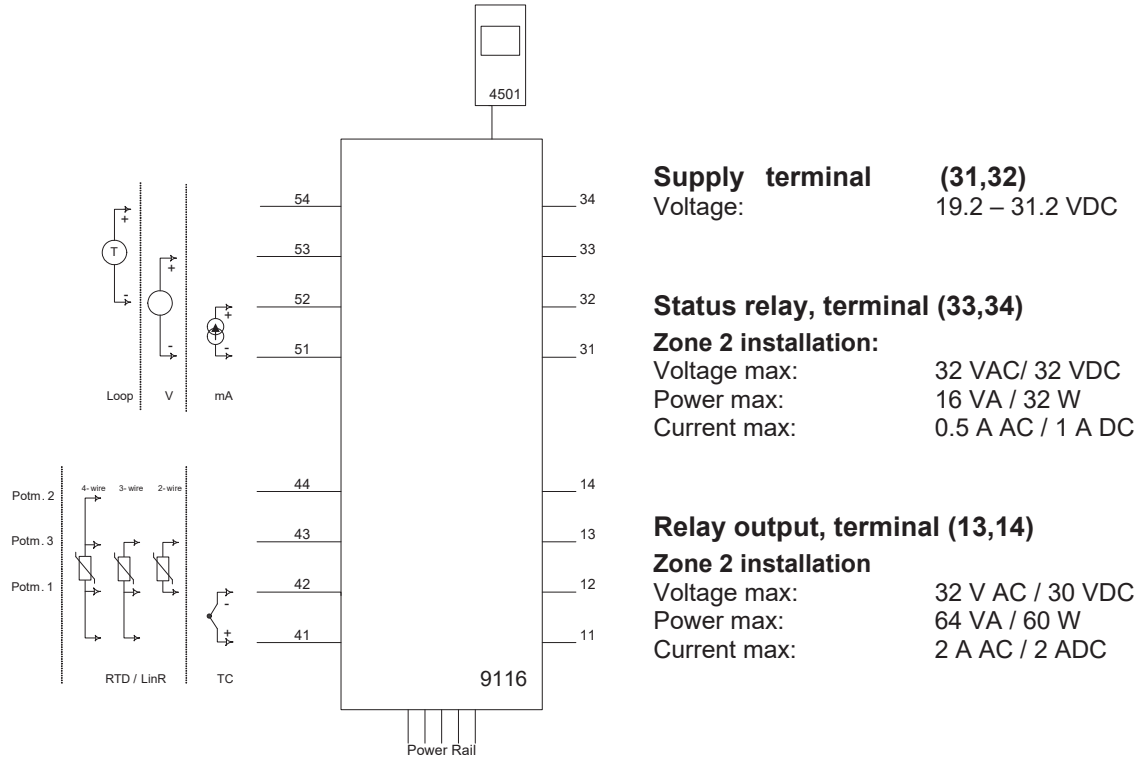 4501
54
53
52
51
34
33
32
31
+
T
-
+
-
+
-
Loop V mA
44
43
42
41
14
13
12
11
4-wire 3-wire 2-wire
Potm. 2
Potm. 3
Potm. 1
-
+
RTD / LinR TC
9116
Power Rail
Supply terminal (31,32)
Voltage: 19.2 – 31.2 VDC
Status relay, terminal (33,34)
Zone 2 installation:
Voltage max: 32 VAC/ 32 VDC
Power max: 16 VA / 32 W
Current max: 0.5 A AC / 1 A DC
Relay output, terminal (13,14)
Zone 2 installation
Voltage max: 32 V AC / 30 VDC
Power max: 64 VA / 60 W
Current max: 2 A AC / 2 ADC